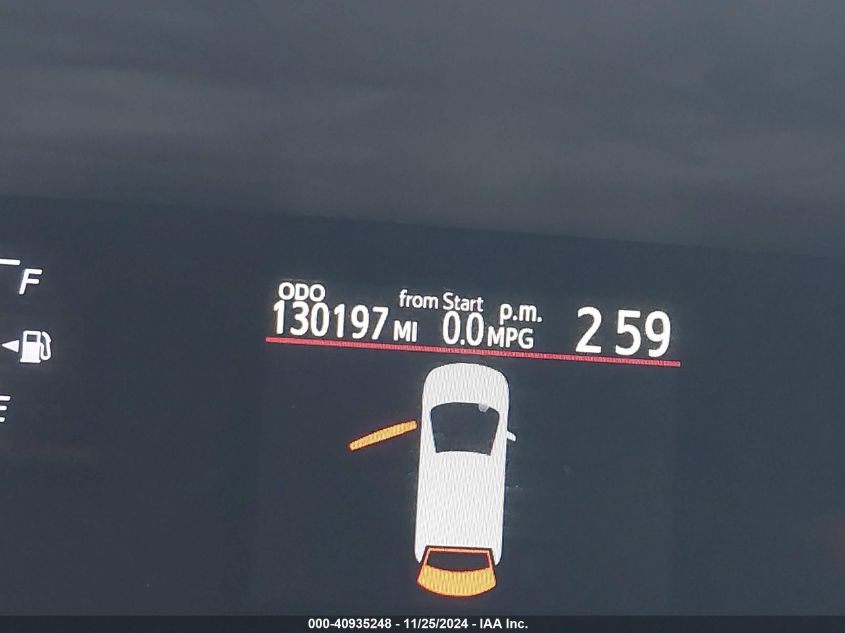 F
ODO from Start p.m. 2 59
130197 MI 0.0 MPG
E
000-40935248 - 11/25/2024 - IAA Inc.